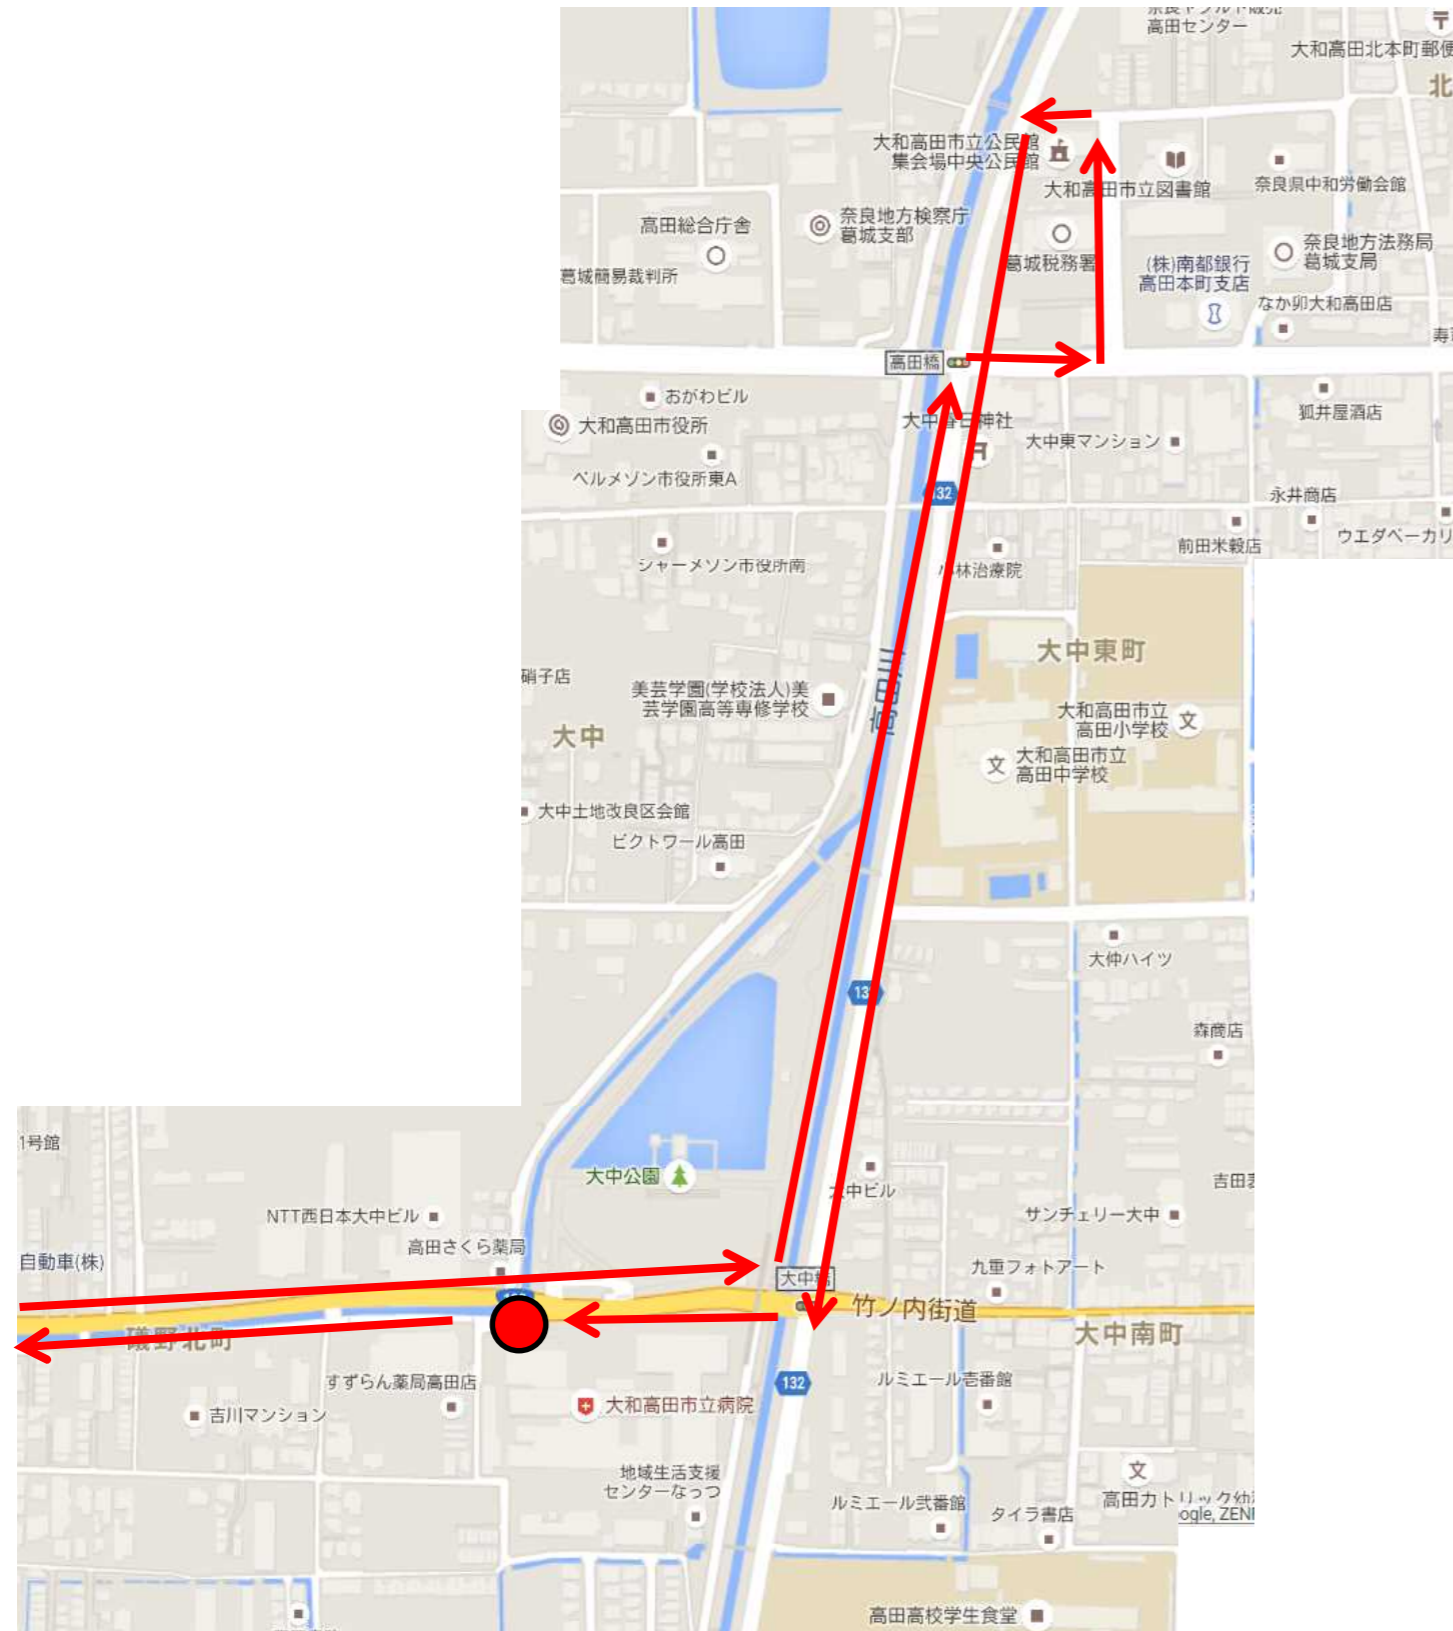 高田センター
大和高田北本町郵便
北
大和高田市立公民館
集会場中央公民館
大和高田市立図書館
奈良県中和労働会館
高田総合庁舎
奈良地方検察庁
葛城支部
葛城税務署
(株)南都銀行
高田本町支店
奈良地方法務局
葛城支局
葛城簡易裁判所
なか卯大和高田店
高田橋
おがわビル
大和高田市役所
大中春日神社
大中東マンション
狐井屋酒店
ベルメゾン市役所東A
132
永井商店
前田米穀店
ウエダベーカリ
シャーメゾン市役所南
小林治療院
大中東町
硝子店
美芸学園(学校法人)美
芸学園高等専修学校
高田川
大和高田市立
高田小学校
大中
大和高田市立
高田中学校
大中土地改良区会館
ビクトワール高田
大仲ハイツ
森商店
1号館
大中公園
大中ビル
吉田
NTT西日本大中ビル
サンチェリー大中
高田さくら薬局
自動車(株)
九重フォトアート
大中橋
竹ノ内街道
磯野北町
大中南町
すずらん薬局高田店
132
ルミエール壱番館
吉川マンション
大和高田市立病院
地域生活支援
センターなっつ
ルミエール弐番館
タイラ書店
高田カトリック幼
ogle, ZEN
高田高校学生食堂